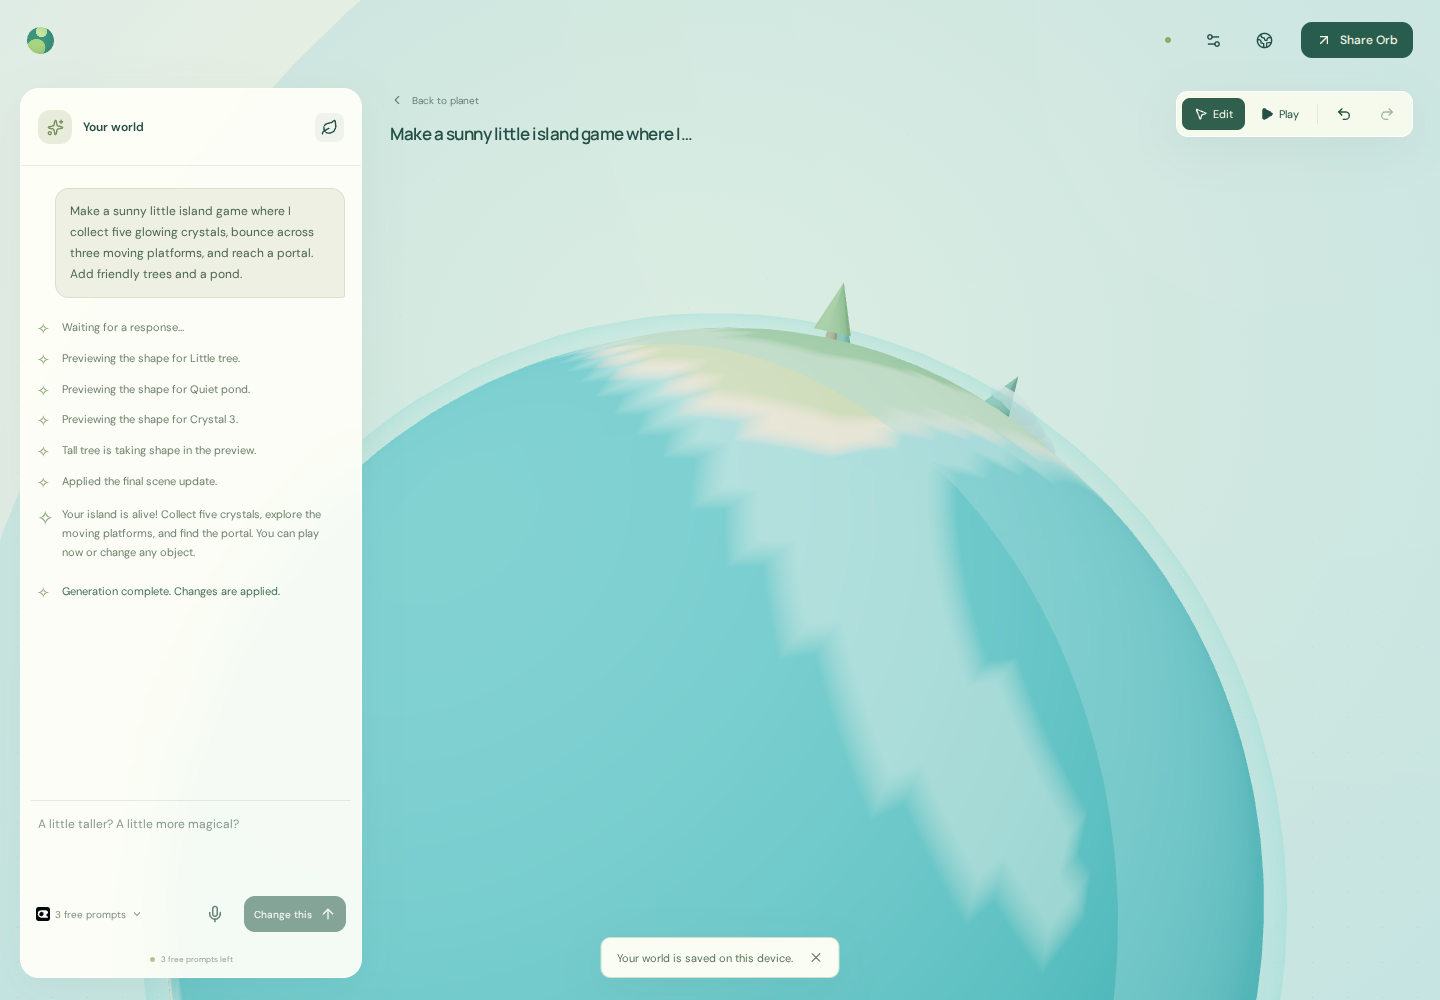 Share Orb
Your world
Back to planet
Make a sunny little island game where I...
Edit
Play
Make a sunny little island game where I
collect five glowing crystals, bounce across
three moving platforms, and reach a portal.
Add friendly trees and a pond.
Waiting for a response...
Previewing the shape for Little tree.
Previewing the shape for Quiet pond.
Previewing the shape for Crystal 3.
Tall tree is taking shape in the preview.
Applied the final scene update.
Your island is alive! Collect five crystals, explore the
moving platforms, and find the portal. You can play
now or change any object.
Generation complete. Changes are applied.
A little taller? A little more magical?
3 free prompts
Change this
3 free prompts left
Your world is saved on this device.